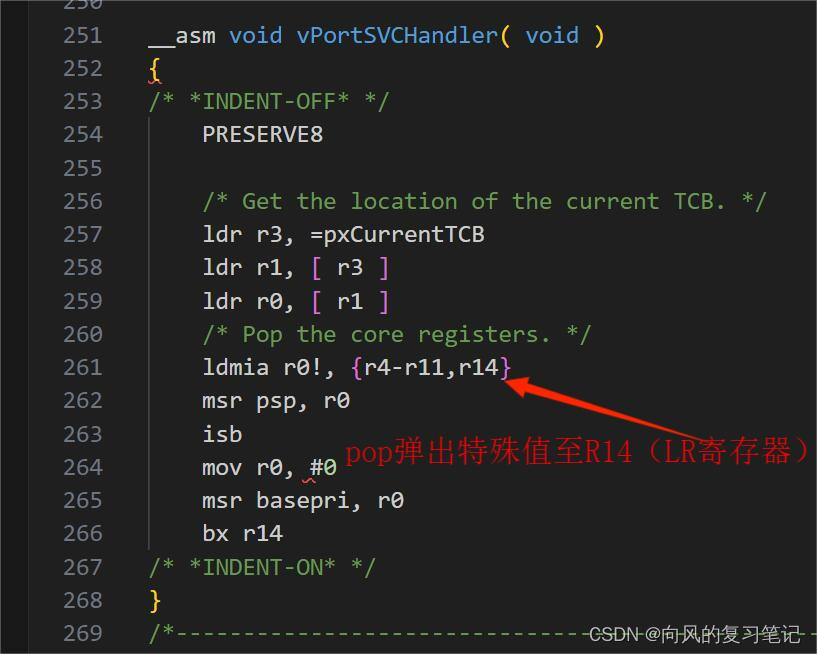 250
251 __asm void vPortSVCHandler( void )
252 {
253 /* *INDENT-OFF* */
254 PRESERVE8
255
256 /* Get the location of the current TCB. */
257 ldr r3, =pxCurrentTCB
258 ldr r1, [ r3 ]
259 ldr r0, [ r1 ]
260 /* Pop the core registers. */
261 ldmia r0!, {r4-r11,r14}
262 msr psp, r0
263 isb
pop弹出特殊值至R14（LR寄存器）
264 mov r0, #0
265 msr basepri, r0
266 bx r14
267 /* *INDENT-ON* */
268 }
269 /*-----------------------------------------------------------
CSDN @向风的复习笔记